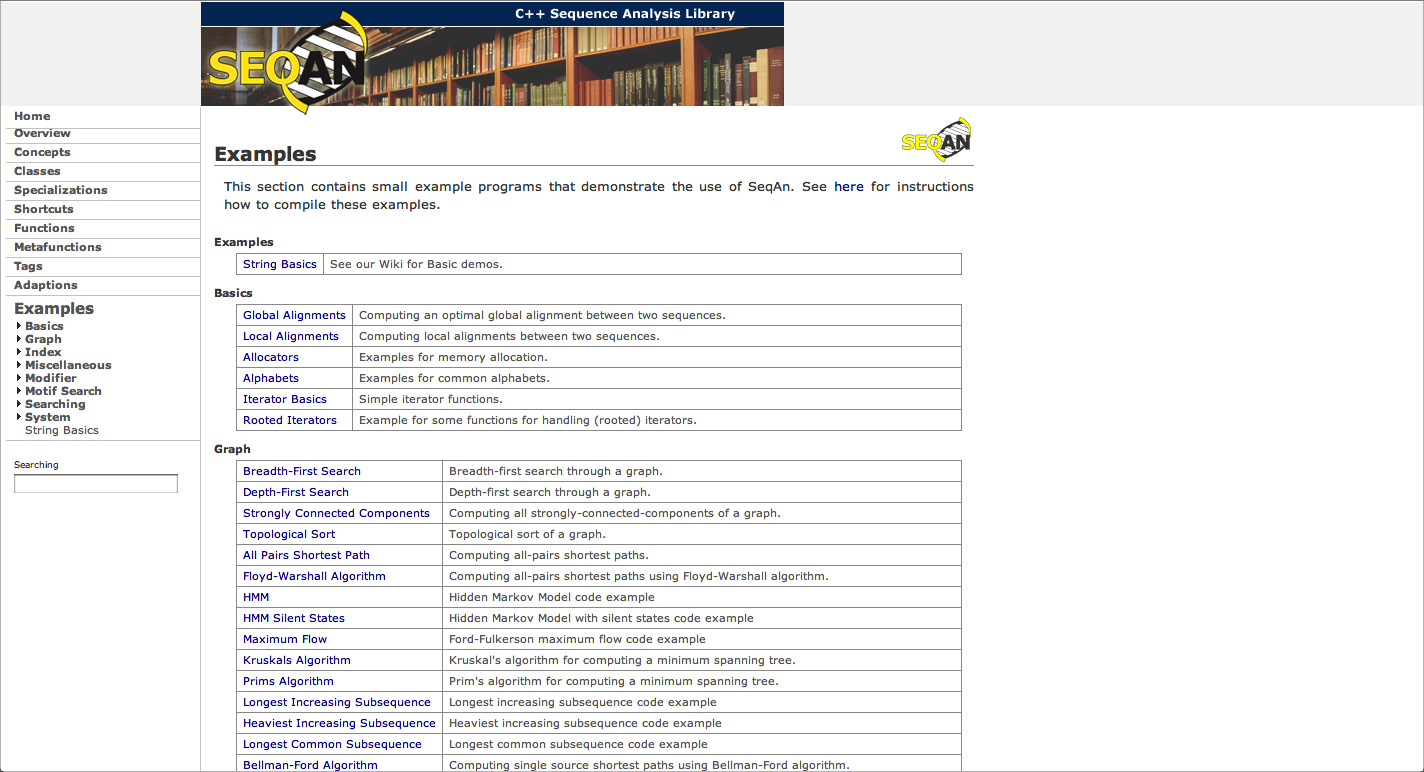 C++ Sequence Analysis Library
SEQAN
Home
Overview
Concepts
Classes
Specializations
Shortcuts
Functions
Metafunctions
Tags
Adaptions
Examples
Basics
Graph
Index
Miscellaneous
Modifier
Motif Search
Searching
System
String Basics
Searching
SEQAN
Examples
This section contains small example programs that demonstrate the use of SeqAn. See here for instructions
how to compile these examples.
Examples
String Basics See our Wiki for Basic demos.
Basics
Global Alignments Computing an optimal global alignment between two sequences.
Local Alignments Computing local alignments between two sequences.
Allocators Examples for memory allocation.
Alphabets Examples for common alphabets.
Iterator Basics Simple iterator functions.
Rooted Iterators Example for some functions for handling (rooted) iterators.
Graph
Breadth-First Search Breadth-first search through a graph.
Depth-First Search Depth-first search through a graph.
Strongly Connected Components Computing all strongly-connected-components of a graph.
Topological Sort Topological sort of a graph.
All Pairs Shortest Path Computing all-pairs shortest paths.
Floyd-Warshall Algorithm Computing all-pairs shortest paths using Floyd-Warshall algorithm.
HMM Hidden Markov Model code example
HMM Silent States Hidden Markov Model with silent states code example
Maximum Flow Ford-Fulkerson maximum flow code example
Kruskals Algorithm Kruskal's algorithm for computing a minimum spanning tree.
Prims Algorithm Prim's algorithm for computing a minimum spanning tree.
Longest Increasing Subsequence Longest increasing subsequence code example
Heaviest Increasing Subsequence Heaviest increasing subsequence code example
Longest Common Subsequence Longest common subsequence code example
Bellman-Ford Algorithm Computing single source shortest paths using Bellman-Ford algorithm.